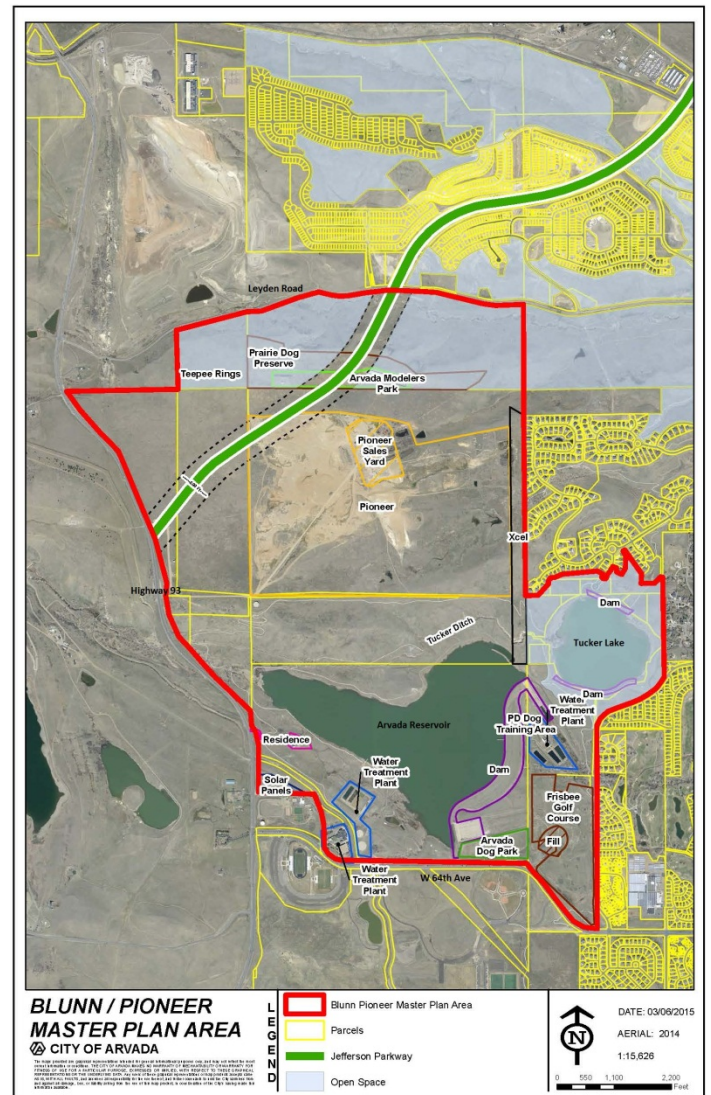 Leyden Road
Prairie Dog
Preserve
Teepee Rings
Arvada Modelers
Park
Pioneer
Sales
Yard
Pioneer
Xcel
Highway 93
Dam
Tucker Ditch
Tucker Lake
Dam
Water
Treatment
Plant
PD Dog
Training Area
Arvada Reservoir
Residence
Water
Treatment
Plant
Dam
Solar
Panels
Frisbee
Golf
Course
Fill
Arvada
Dog Park
W 64th Ave
Water
Treatment
Plant
BLUNN / PIONEER
MASTER PLAN AREA
CITY OF ARVADA
LEGEND
Blunn Pioneer Master Plan Area
Parcels
Jefferson Parkway
Open Space
N
DATE: 03/06/2015
AERIAL: 2014
1:15,626
0 550 1,100 2,200
Feet